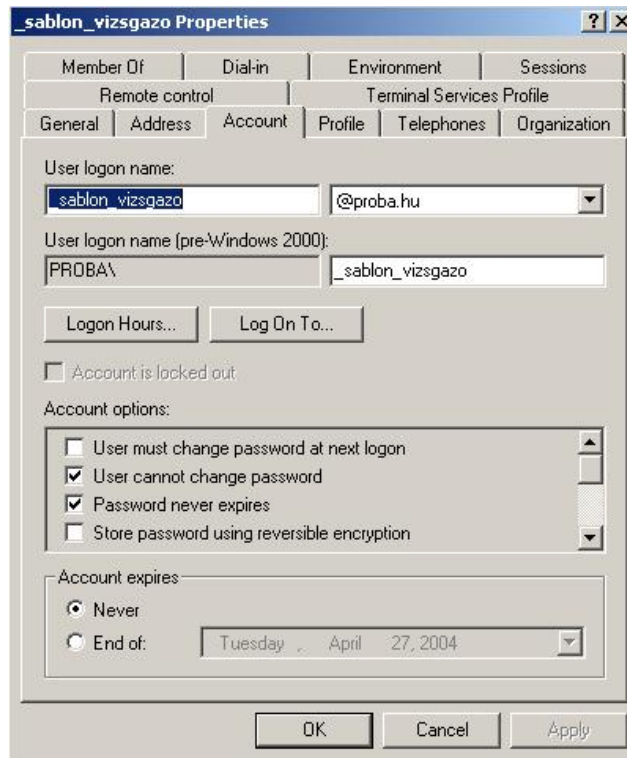 _sablon_vizsgazo Properties
Member Of Dial-in Environment Sessions
Remote control Terminal Services Profile
General Address Account Profile Telephones Organization
User logon name:
_sablon_vizsgazo @proba.hu
User logon name (pre-Windows 2000):
PROBA\ _sablon_vizsgazo
Logon Hours... Log On To...
Account is locked out
Account options:
User must change password at next logon
User cannot change password
Password never expires
Store password using reversible encryption
Account expires
Never
End of: Tuesday , April 27, 2004
OK Cancel Apply